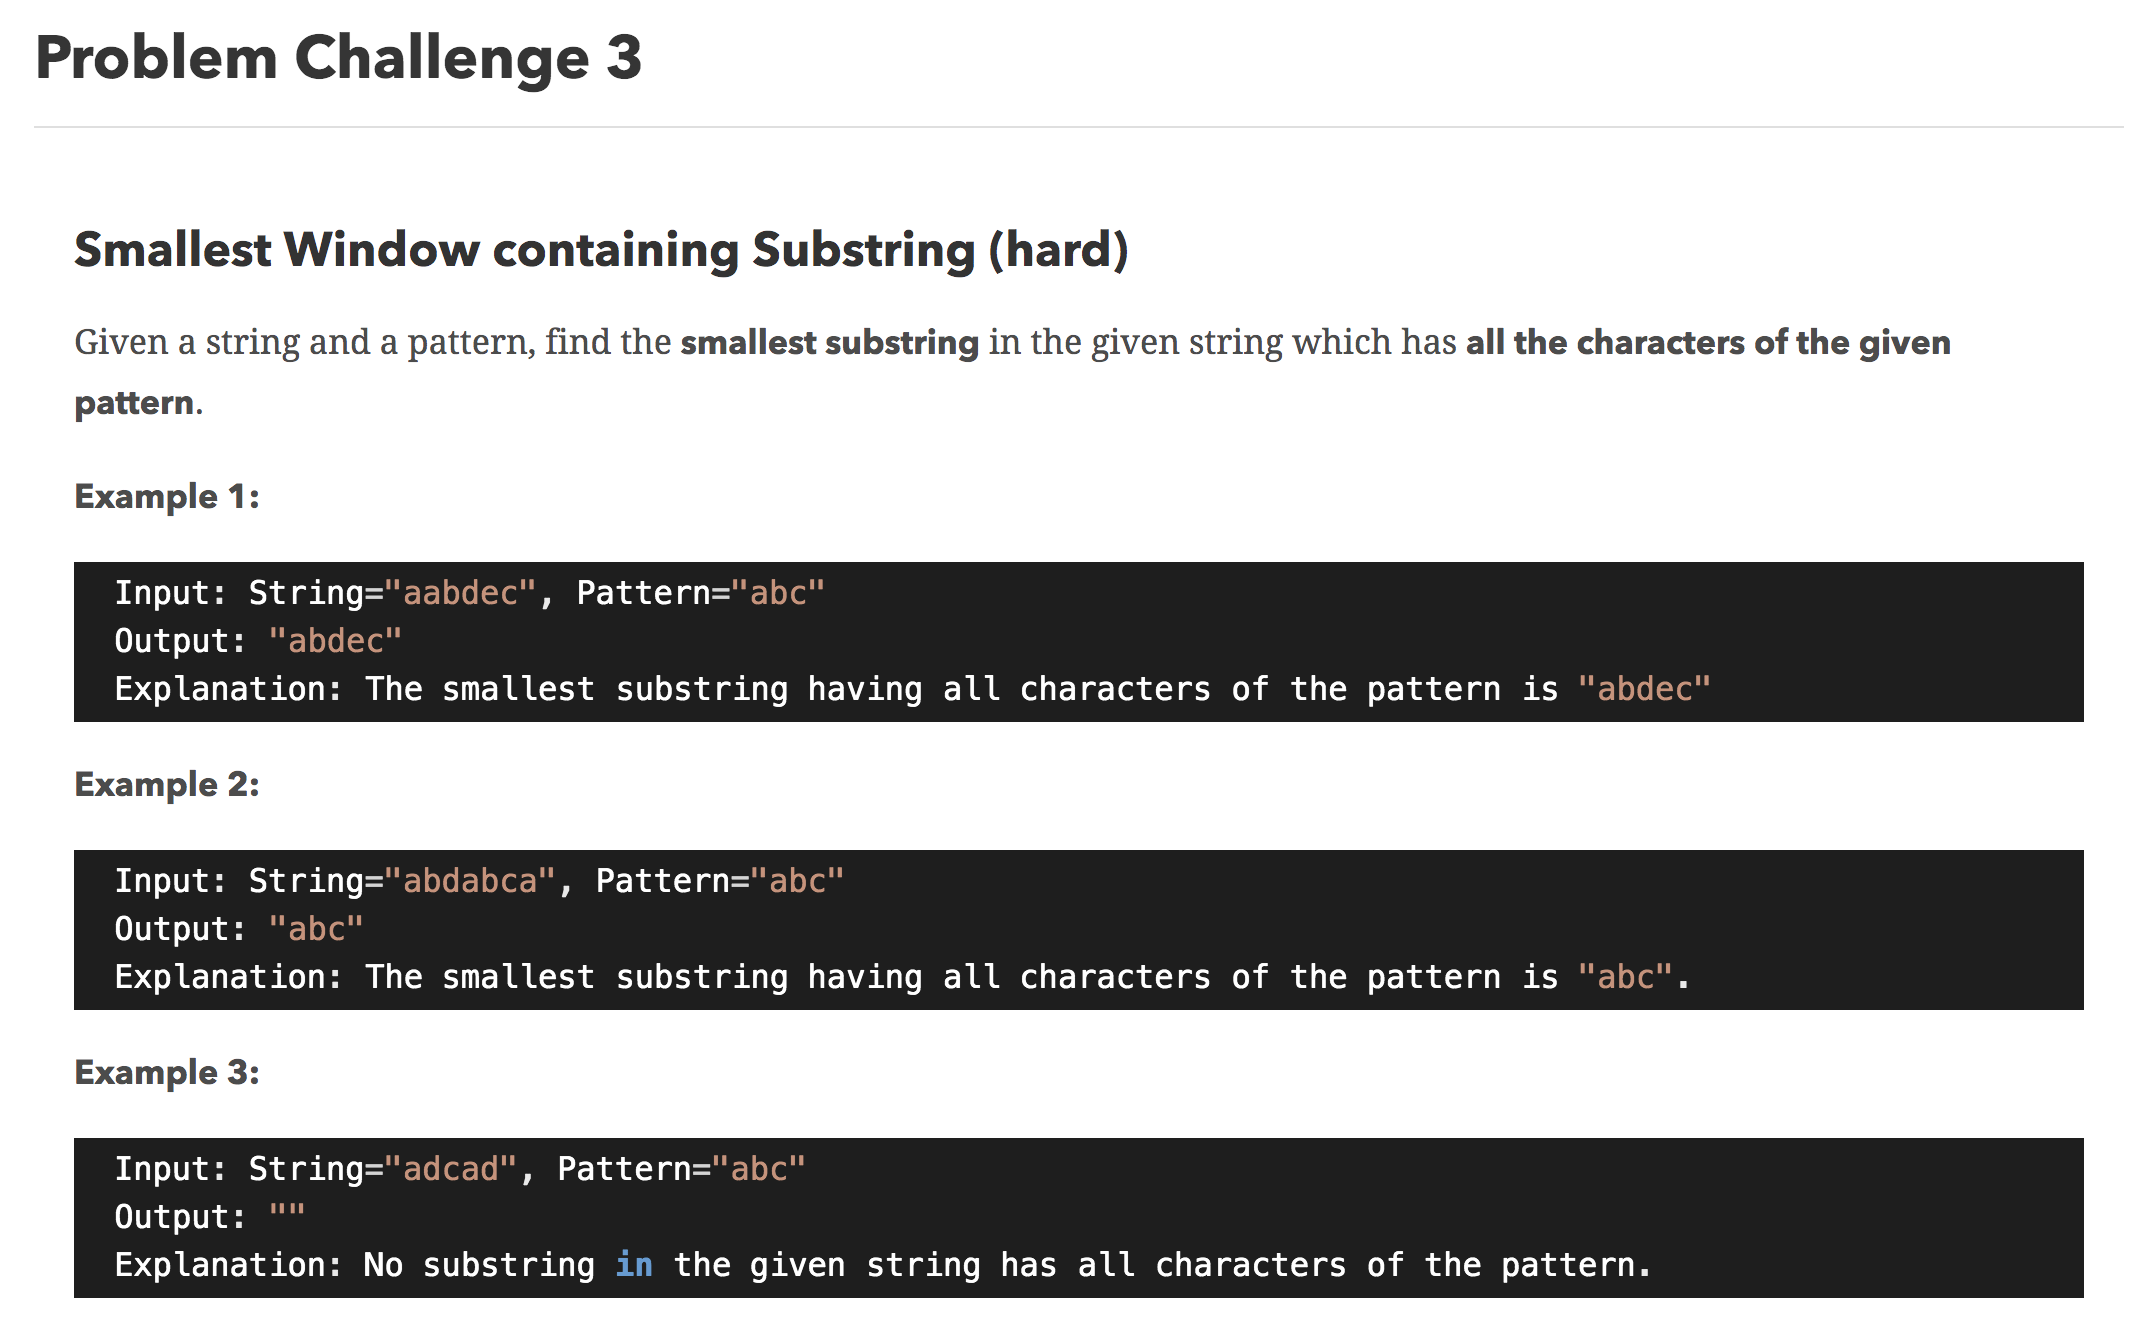 Problem Challenge 3
Smallest Window containing Substring (hard)
Given a string and a pattern, find the smallest substring in the given string which has all the characters of the given
pattern.
Example 1:
Input: String="aabdec", Pattern="abc"
Output: "abdec"
Explanation: The smallest substring having all characters of the pattern is "abdec"
Example 2:
Input: String="abdabca", Pattern="abc"
Output: "abc"
Explanation: The smallest substring having all characters of the pattern is "abc".
Example 3:
Input: String="adcad", Pattern="abc"
Output: ""
Explanation: No substring in the given string has all characters of the pattern.